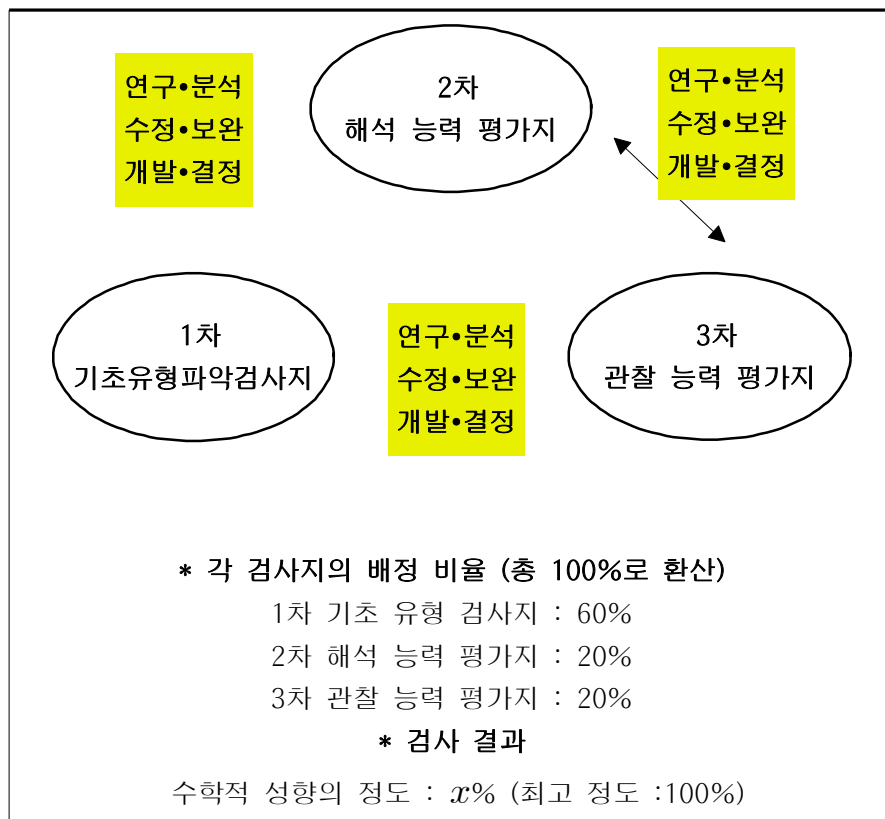 연구•분석
수정•보완
개발•결정
2차
해석 능력 평가지
연구•분석
수정•보완
개발•결정
1차
기초유형파악검사지
연구•분석
수정•보완
개발•결정
3차
관찰 능력 평가지
* 각 검사지의 배정 비율 (총 100%로 환산)
1차 기초 유형 검사지 : 60%
2차 해석 능력 평가지 : 20%
3차 관찰 능력 평가지 : 20%
* 검사 결과
수학적 성향의 정도 : x% (최고 정도 :100%)